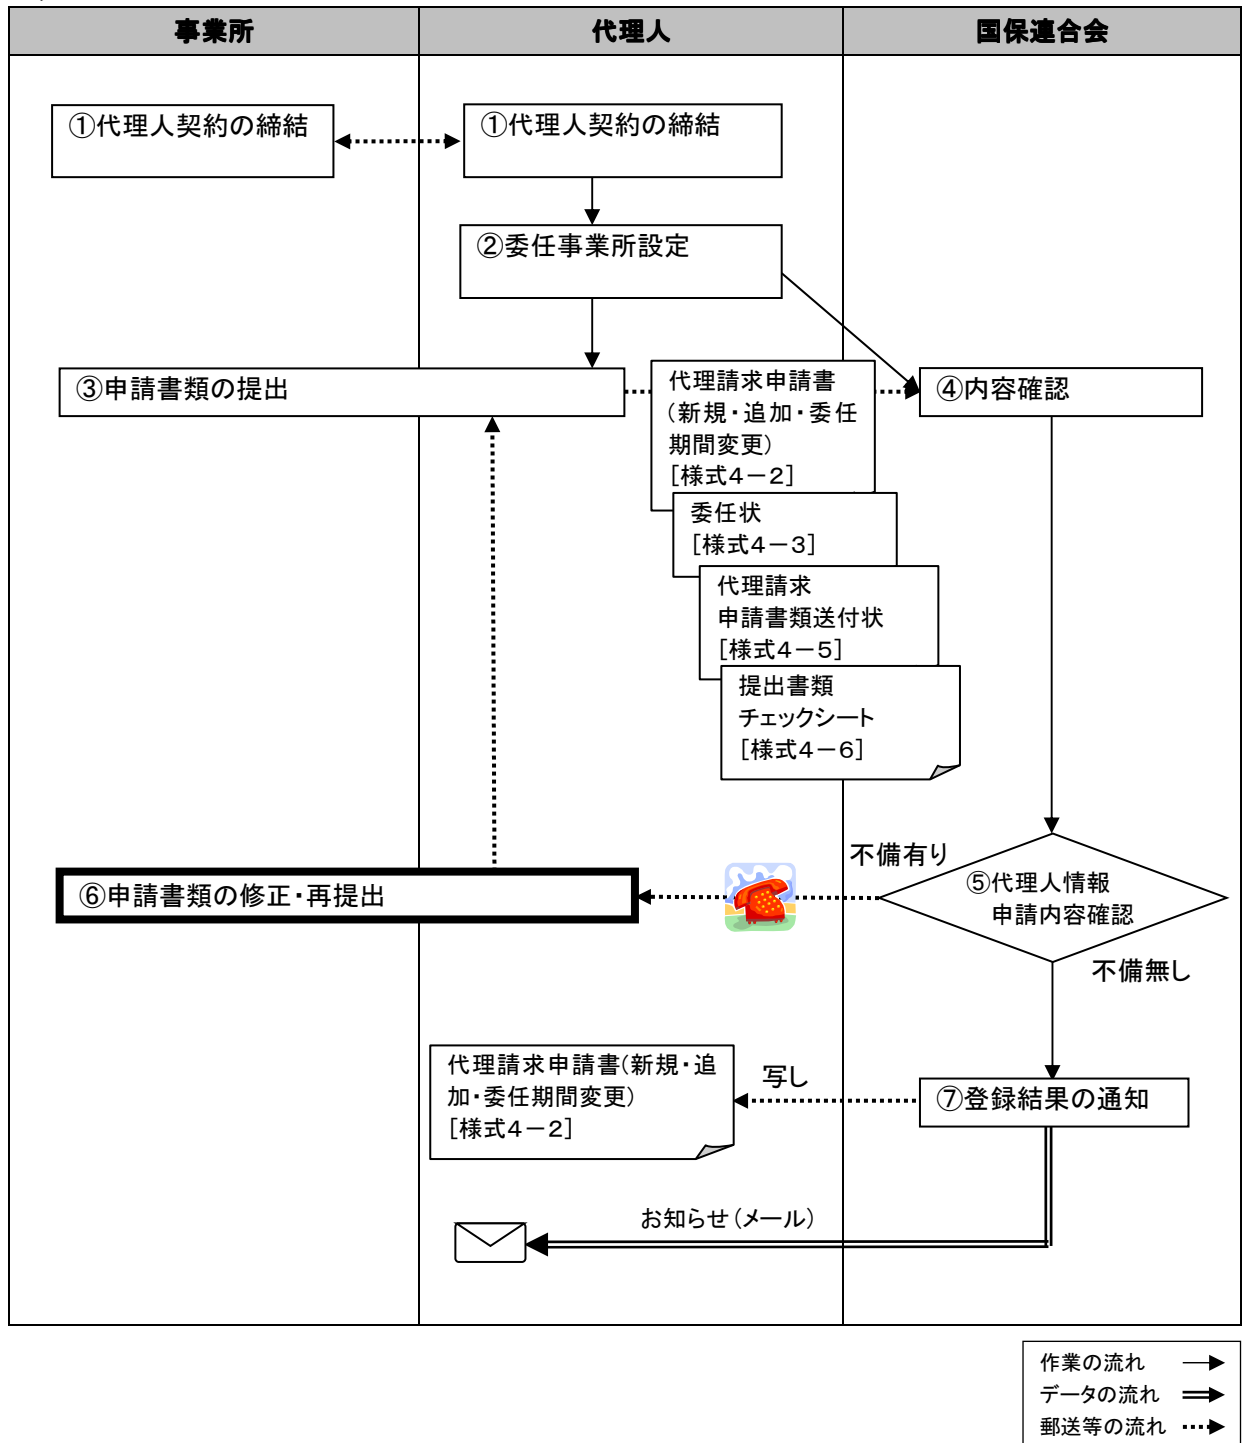 事業所
代理人
国保連合会
①代理人契約の締結
①代理人契約の締結
②委任事業所設定
③申請書類の提出
代理請求申請書
(新規・追加・委任
期間変更)
[様式4-2]
④内容確認
委任状
[様式4-3]
代理請求
申請書類送付状
[様式4-5]
提出書類
チェックシート
[様式4-6]
不備有り
⑤代理人情報
申請内容確認
⑥申請書類の修正・再提出
不備無し
代理請求申請書(新規・追
加・委任期間変更)
[様式4-2]
写し
⑦登録結果の通知
お知らせ(メール)
作業の流れ
データの流れ
郵送等の流れ